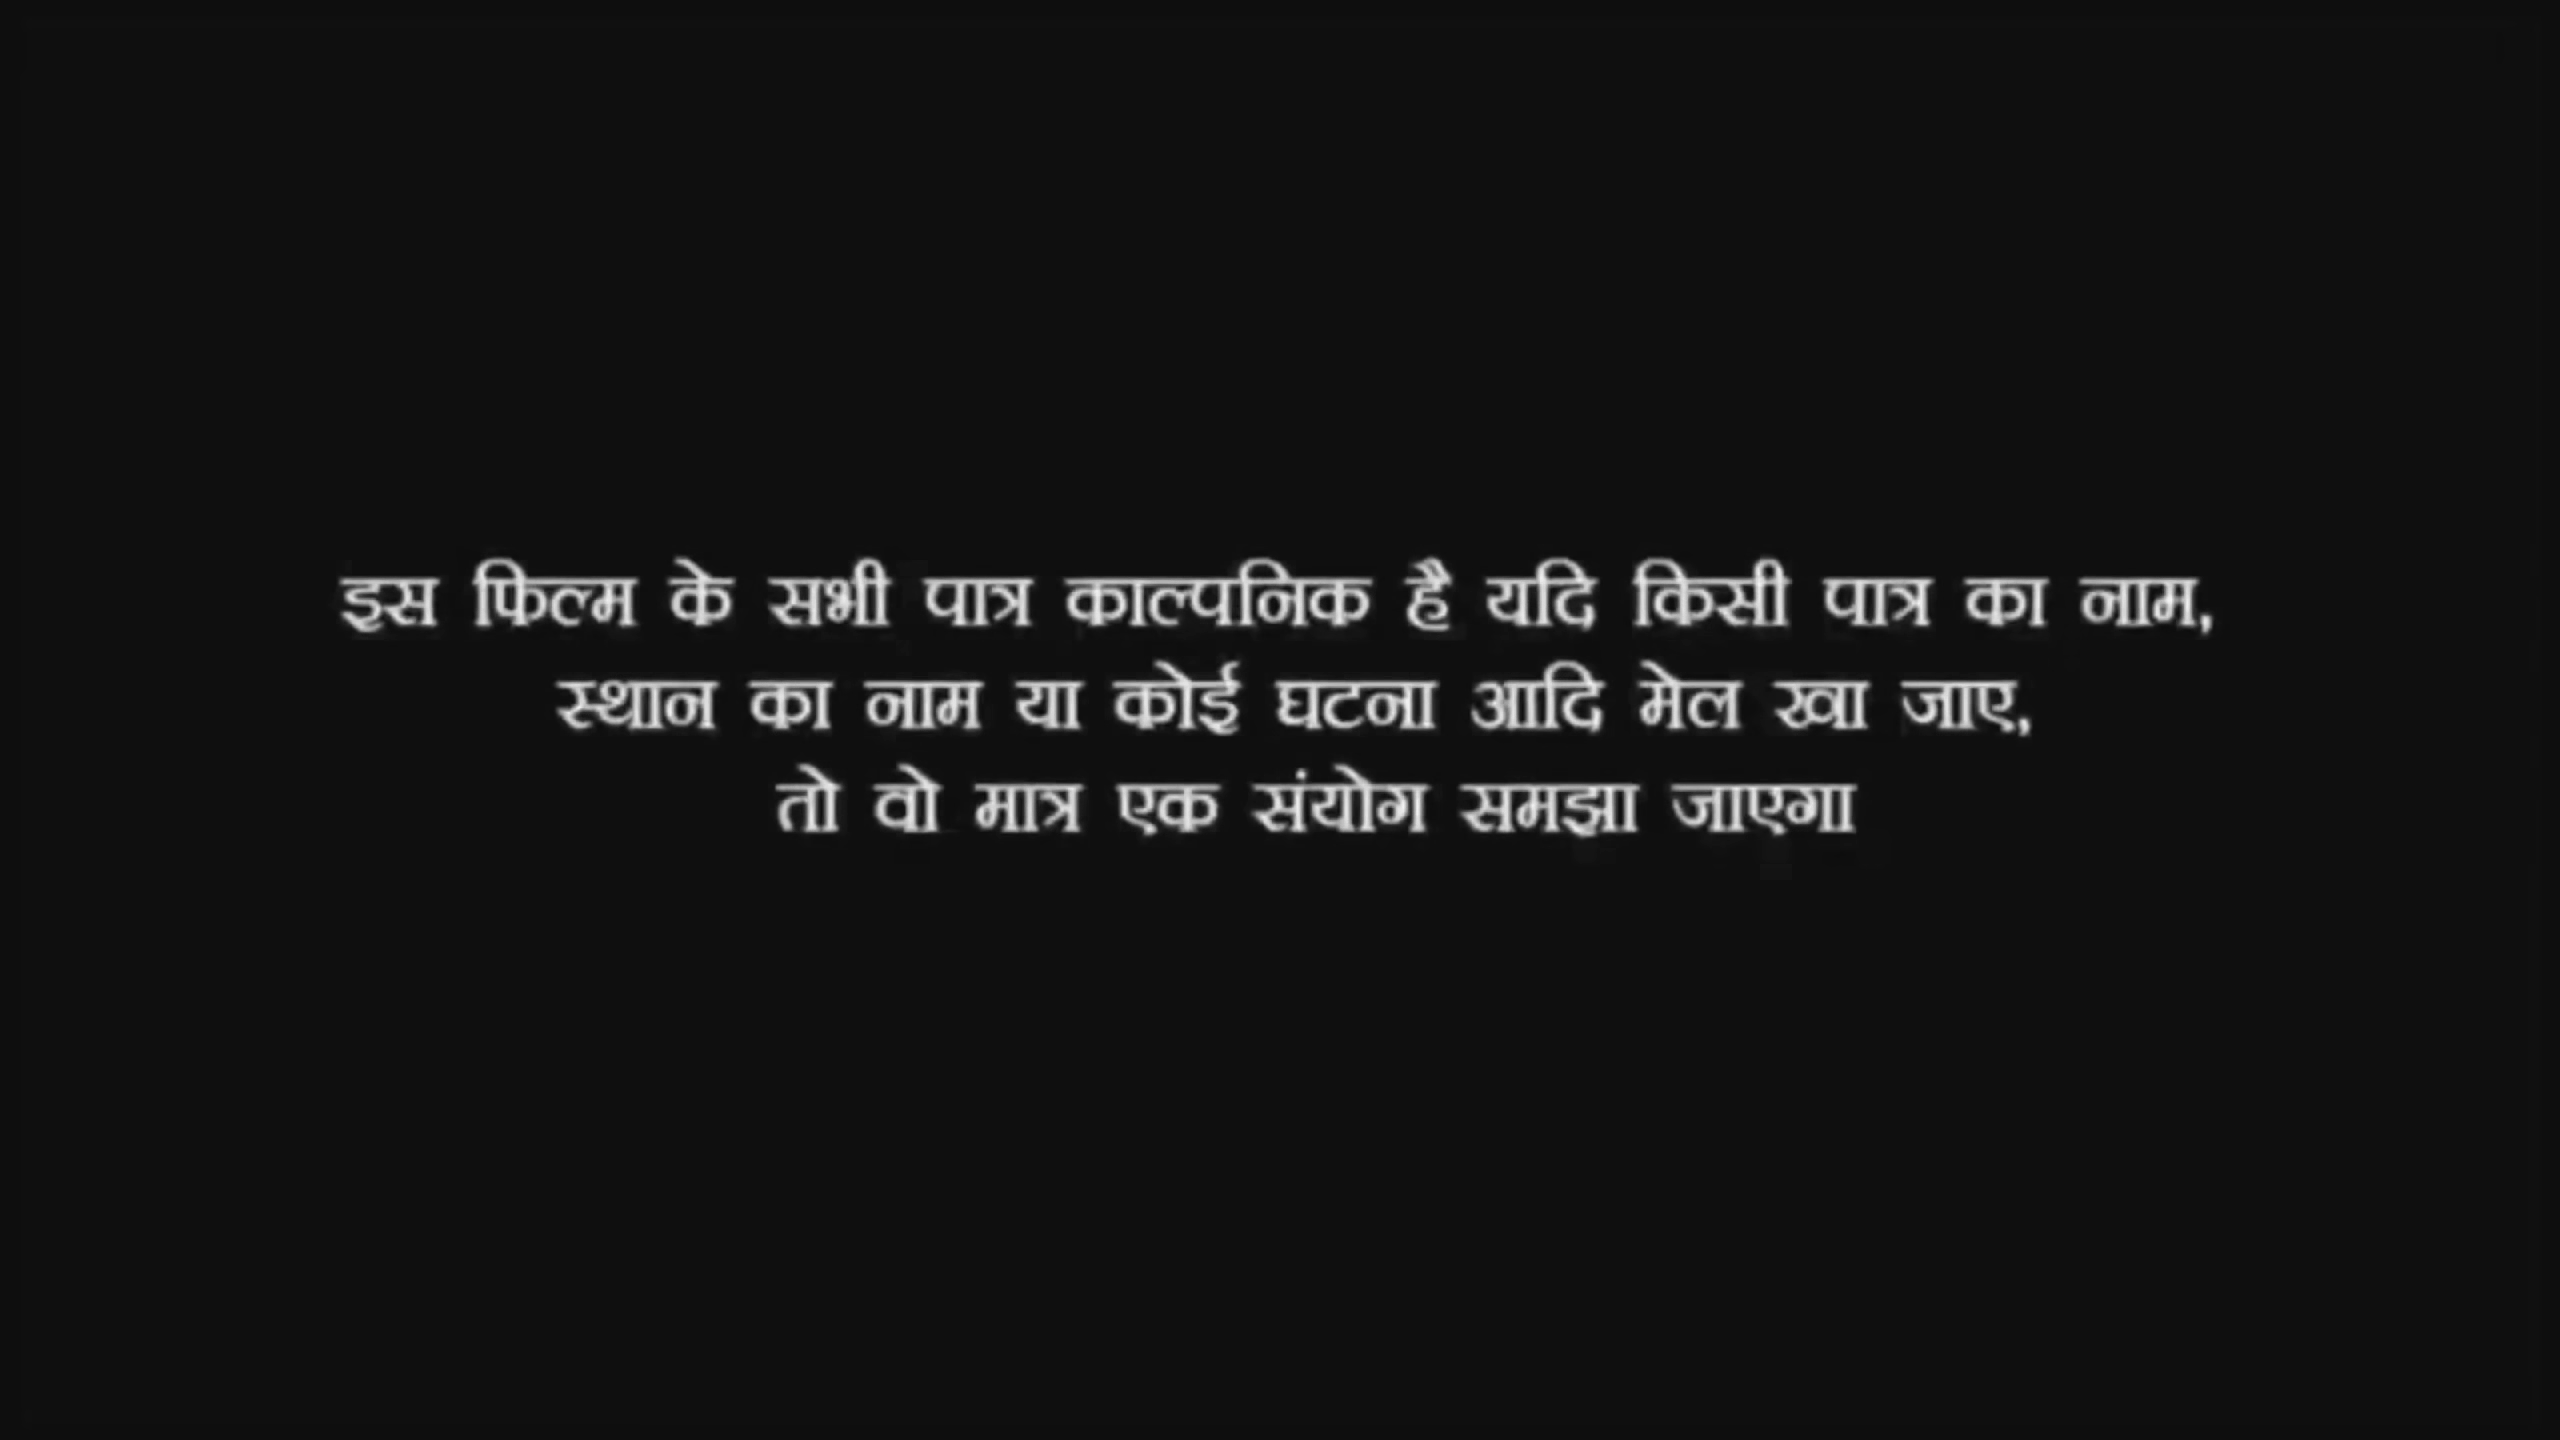 इस फिल्म के सभी पात्र काल्पनिक है यदि किसी पात्र का नाम,
स्थान का नाम या कोई घटना आदि मेल खा जाए,
तो वो मात्र एक संयोग समझा जाएगा